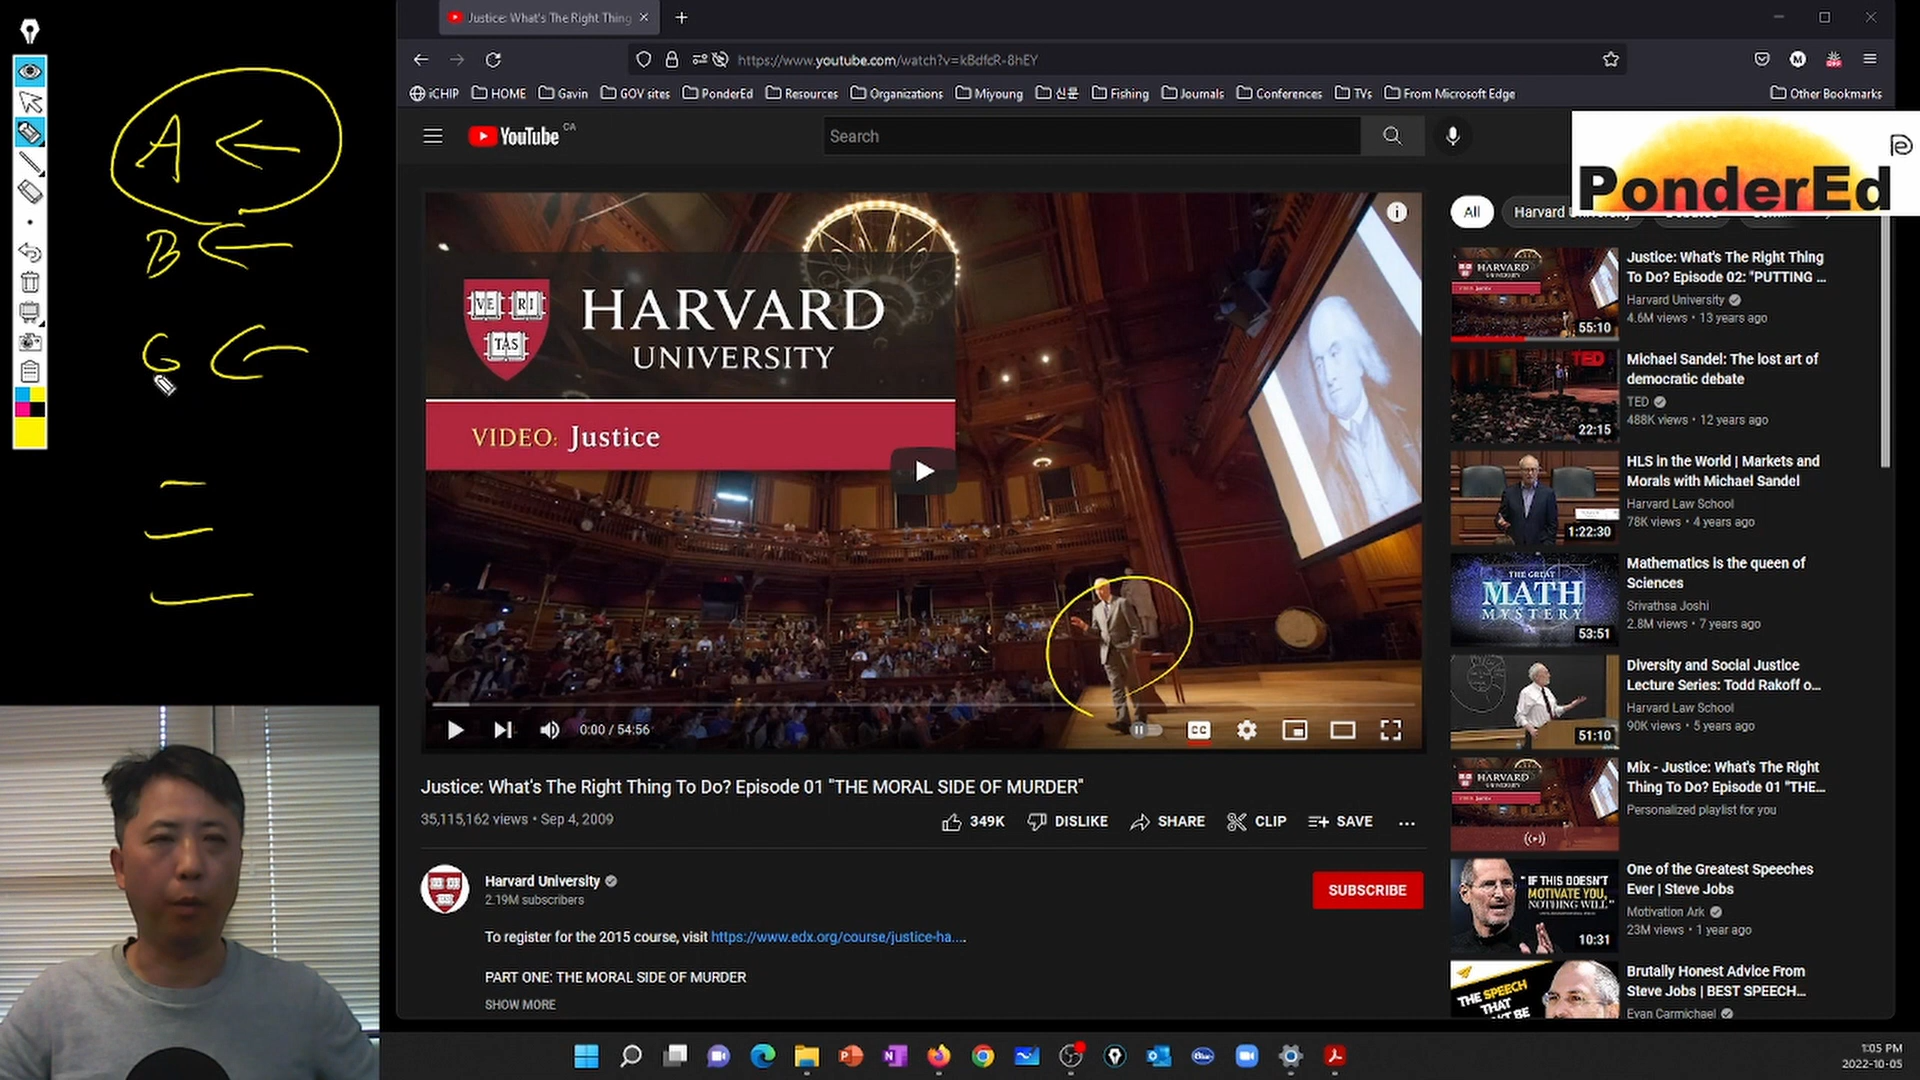 Justice: What's The Right Thing
https://www.youtube.com/watch?v=kBdfcR-8hEY
iCHIP HOME Gavin GOV sites PonderEd Resources Organizations Miyoung 신문 Fishing Journals Conferences TVs From Microsoft Edge Other Bookmarks
YouTube CA
Search
PonderEd
A ←
B ←
C ←
HARVARD
UNIVERSITY
VE RI
TAS
VIDEO: Justice
0:00 / 54:56
CC
Justice: What's The Right Thing To Do? Episode 01 "THE MORAL SIDE OF MURDER"
35,115,162 views • Sep 4, 2009
349K DISLIKE SHARE CLIP SAVE ...
Harvard University
2.19M subscribers
SUBSCRIBE
To register for the 2015 course, visit https://www.edx.org/course/justice-ha....
PART ONE: THE MORAL SIDE OF MURDER
SHOW MORE
All Harvard
HARVARD
UNIVERSITY
55:10
Justice: What's The Right Thing
To Do? Episode 02: "PUTTING ...
Harvard University
4.6M views • 13 years ago
TED
22:15
Michael Sandel: The lost art of
democratic debate
TED
488K views • 12 years ago
1:22:30
HLS in the World | Markets and
Morals with Michael Sandel
Harvard Law School
78K views • 4 years ago
THE GREAT
MATH
MYSTERY
53:51
Mathematics is the queen of
Sciences
Srivathsa Joshi
2.8M views • 7 years ago
51:10
Diversity and Social Justice
Lecture Series: Todd Rakoff o...
Harvard Law School
90K views • 5 years ago
HARVARD
UNIVERSITY
Mix - Justice: What's The Right
Thing To Do? Episode 01 "THE...
Personalized playlist for you
"IF THIS DOESN'T
MOTIVATE YOU,
NOTHING WILL"
10:31
One of the Greatest Speeches
Ever | Steve Jobs
Motivation Ark
23M views • 1 year ago
THE SPEECH
THAT
Brutally Honest Advice From
Steve Jobs | BEST SPEECH...
Evan Carmichael
1:05 PM
2022-10-05